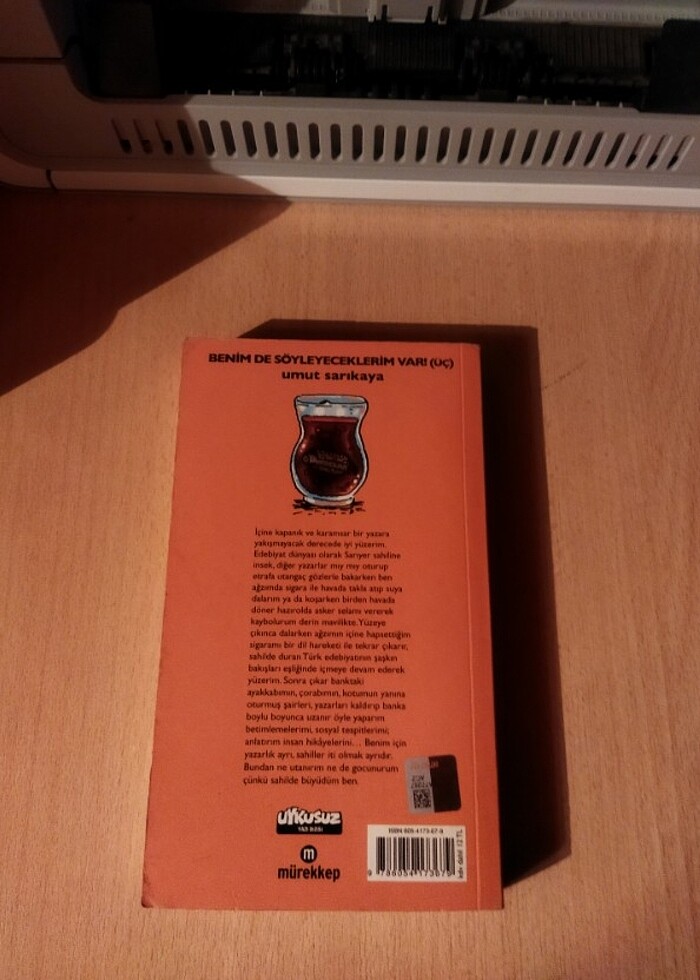 BENİM DE SÖYLEYECEKLERİM VAR! (ÜÇ)
umut sarıkaya
İçine kapanık ve karamsar bir yazara
yakışmayacak derecede iyi yüzerim.
Edebiyat dünyası olarak Sarıyer sahiline
insek, diğer yazarlar mıy mıy oturup
etrafa utangaç gözlerle bakarken ben
ağzımda sigara ile havada takla atıp suya
dalarım ya da koşarken birden havada
döner hazırolda asker selamı vererek
kaybolurum derin mavilikte. Yüzeye
çıkınca dalarken ağzımın içine hapsettiğim
sigaramı bir dil hareketi ile tekrar çıkarır,
sahilde duran Türk edebiyatının şaşkın
bakışları eşliğinde içmeye devam ederek
yüzerim. Sonra çıkar banktaki
ayakkabımın, çorabımın, kotumun yanına
oturmuş şairleri, yazarları kaldırıp banka
boylu boyunca uzanır öyle yaparım
betimlemelerimi, sosyal tespitlerimi;
anlatırım insan hikâyelerini... Benim için
yazarlık ayrı, sahiller iti olmak ayrıdır.
Bundan ne utanırım ne de gocunurum
çünkü sahilde büyüdüm ben.
uykusuz
m
mürekkep
kdv dahil 13 TL